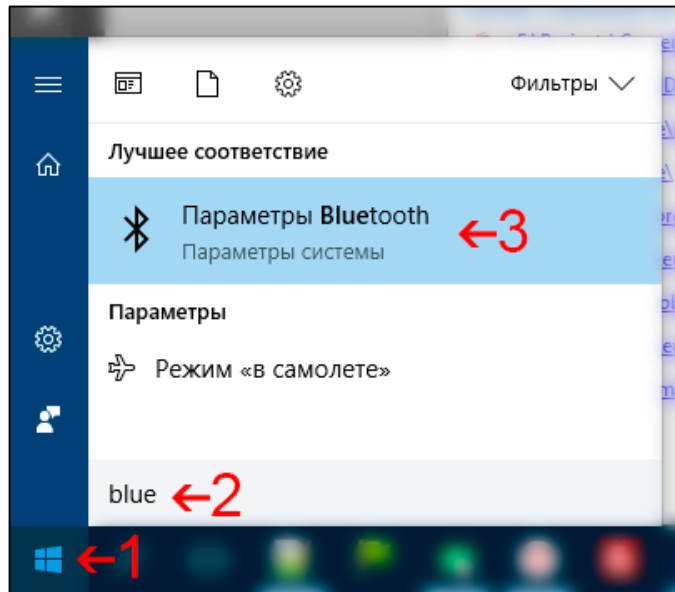 Фильтры
Лучшее соответствие
Параметры Bluetooth
←3
Параметры системы
Параметры
Режим «в самолете»
blue ←2
←1